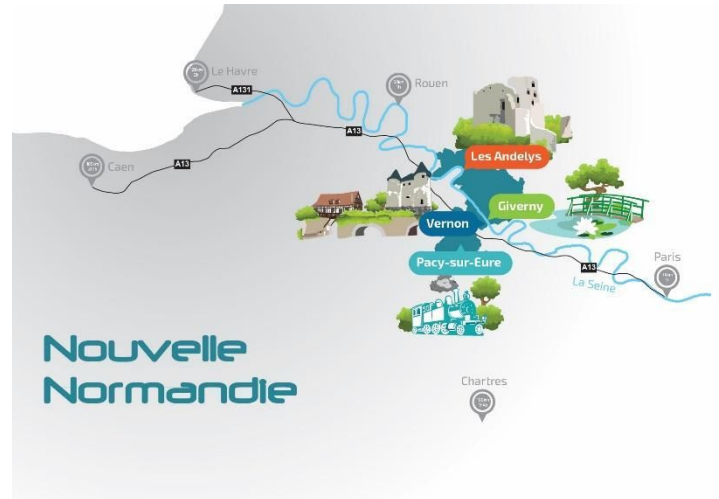 Le Havre
A131
Rouen
A13
Caen
A13
Les Andelys
Giverny
Vernon
Pacy-sur-Eure
Paris
A13
La Seine
Nouvelle
Normandie
Chartres